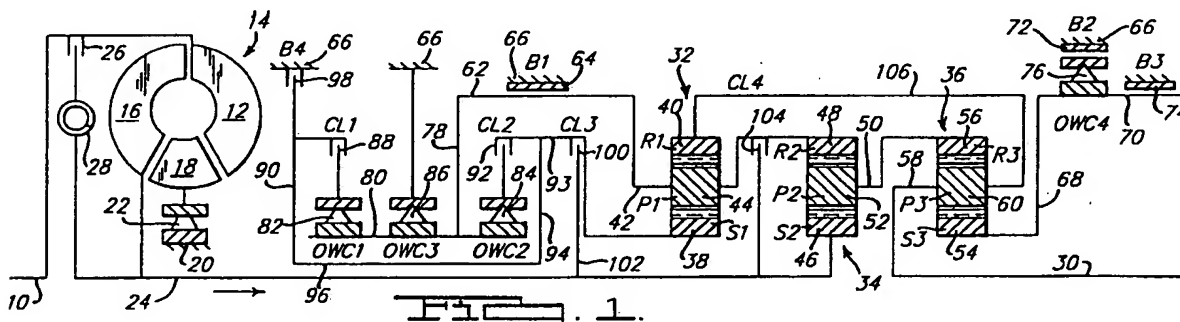 14
26
B4
66
66
66
B1
64
32
CL4
106
36
72
B2
66
76
B3
62
98
40
104
48
50
56
R1
R2
R3
OWC4
70
74
16
12
28
18
CL1
88
78
CL2
CL3
92
100
58
90
86
84
93
42
P1
44
P2
52
P3
60
68
22
82
80
94
S1
S2
S3
20
OWC1
OWC3
OWC2
38
46
54
102
34
30
10
24
96
Fig. 1.